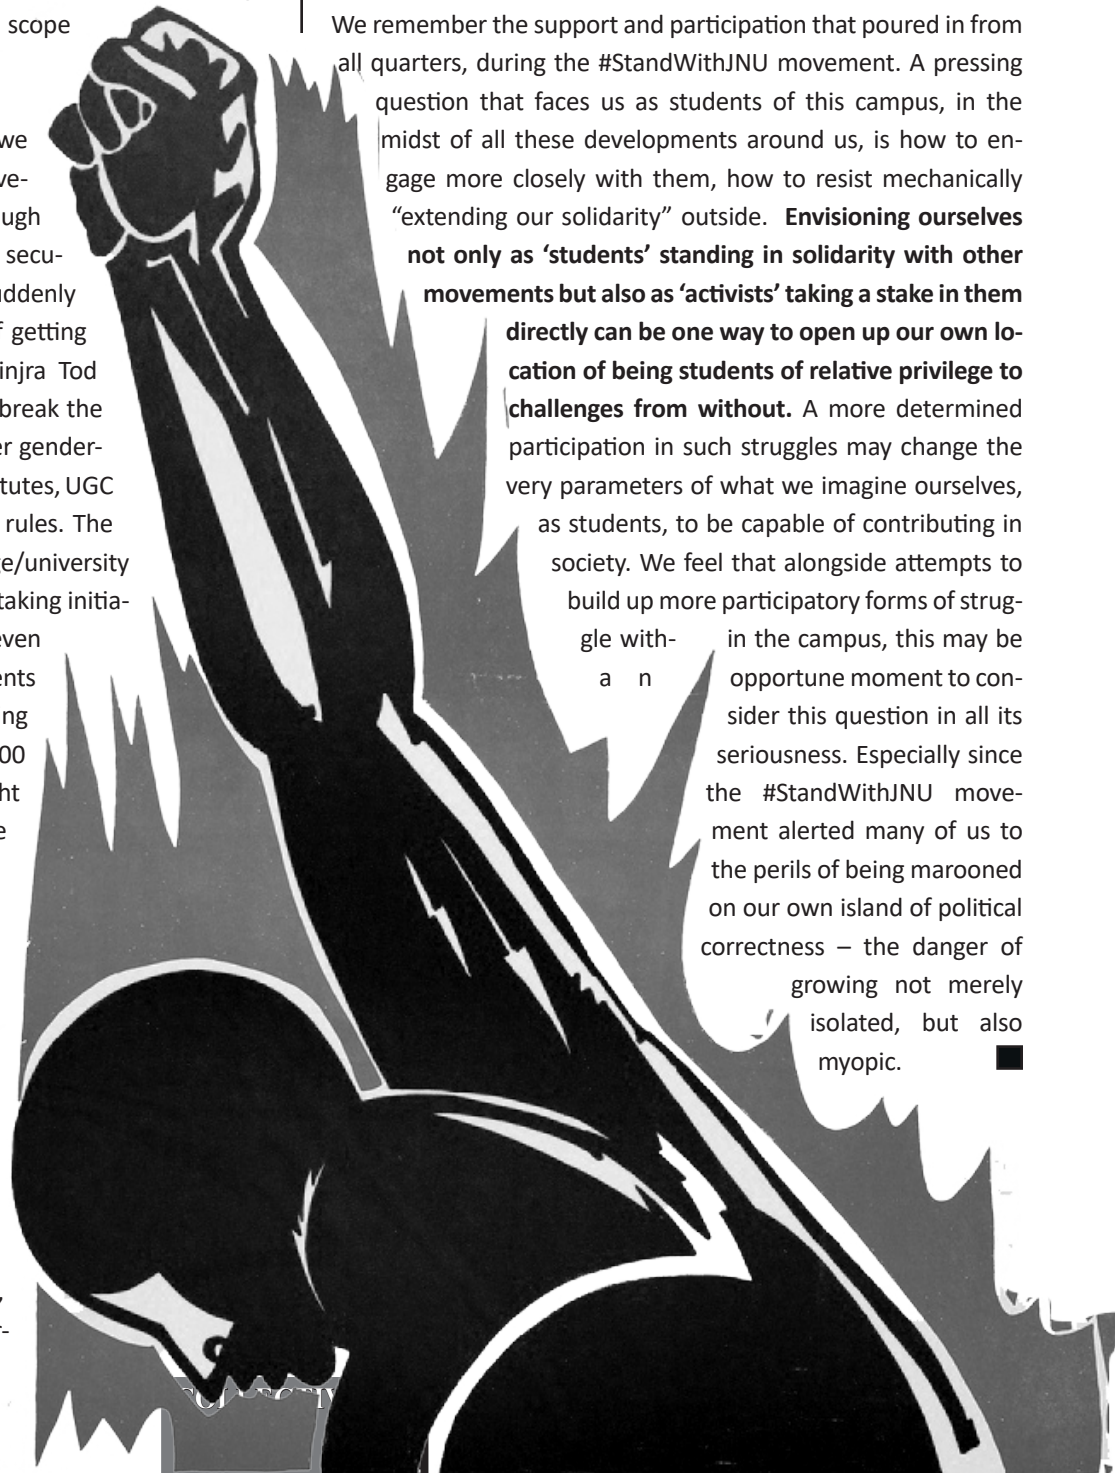 scope
we
ve-
ugh
secu-
uddenly
f getting
injra Tod
break the
er gender-
tutes, UGC
rules. The
ge/university
taking initia-
even
ents
ng
00
ht
e
We remember the support and participation that poured in from
all quarters, during the #StandWithJNU movement. A pressing
question that faces us as students of this campus, in the
midst of all these developments around us, is how to en-
gage more closely with them, how to resist mechanically
“extending our solidarity” outside. Envisioning ourselves
not only as ‘students’ standing in solidarity with other
movements but also as ‘activists’ taking a stake in them
directly can be one way to open up our own lo-
cation of being students of relative privilege to
challenges from without. A more determined
participation in such struggles may change the
very parameters of what we imagine ourselves,
as students, to be capable of contributing in
society. We feel that alongside attempts to
build up more participatory forms of strug-
gle with- in the campus, this may be
a n opportune moment to con-
sider this question in all its
seriousness. Especially since
the #StandWithJNU move-
ment alerted many of us to
the perils of being marooned
on our own island of political
correctness – the danger of
growing not merely
isolated, but also
myopic.